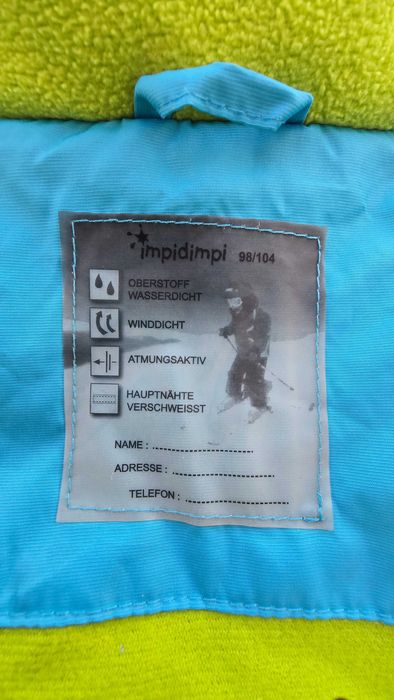 impidimpi 98/104
OBERSTOFF
WASSERDICHT
WINDDICHT
ATMUNGSAKTIV
HAUPTNÄHTE
VERSCHWEISST
NAME :
ADRESSE :
TELEFON :